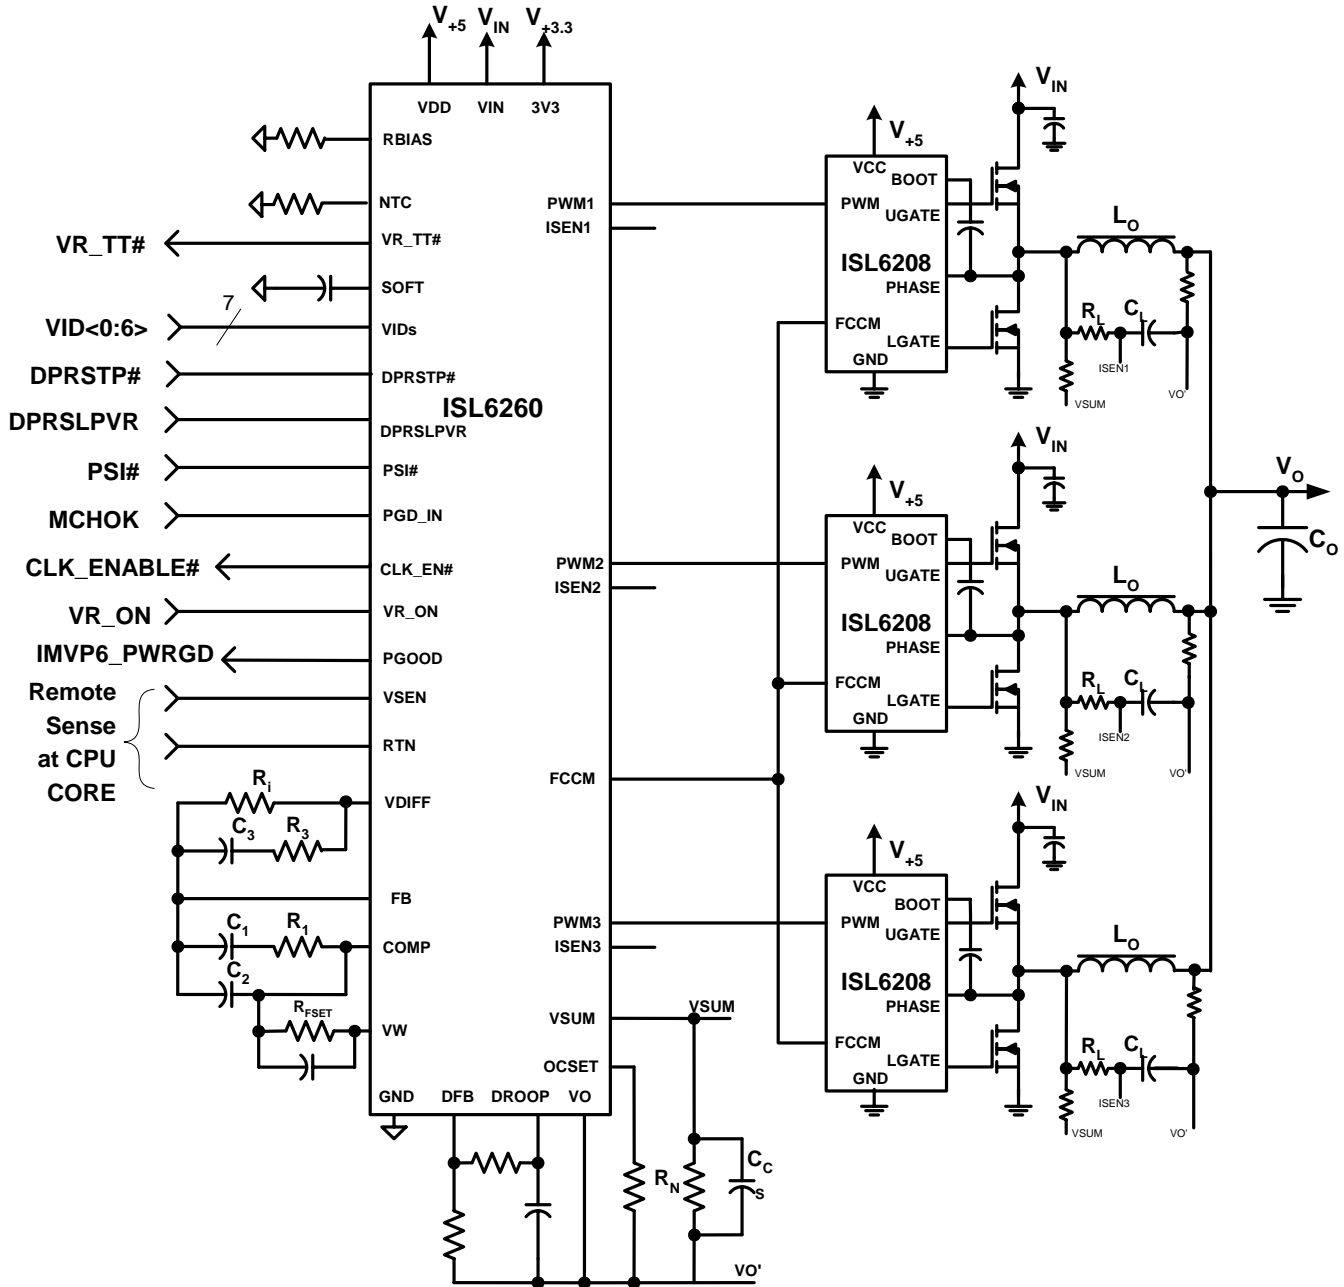 V+5 VIN V+3.3
VDD VIN 3V3
RBIAS
NTC
VR_TT# VR_TT#
SOFT
7
VID<0:6> VIDs
DPRSTP# DPRSTP#
ISL6260
DPRSLPVR DPRSLPVR
PSI# PSI#
MCHOK PGD_IN
CLK_ENABLE# CLK_EN#
VR_ON VR_ON
IMVP6_PWRGD PGOOD
Remote
Sense
at CPU
CORE
VSEN
RTN
Ri VDIFF
C3 R3
FB
C1 R1 COMP
C2
RFSET VW
GND DFB DROOP VO
PWM1
ISEN1
PWM2
ISEN2
FCCM
PWM3
ISEN3
VSUM VSUM
OCSET
RN CC
S
VO'
V+5 VIN
VCC BOOT
PWM UGATE
ISL6208
PHASE
FCCM LGATE
GND
LO
RL CL
ISEN1
VSUM VO'
V+5 VIN
VCC BOOT
PWM UGATE
ISL6208
PHASE
FCCM LGATE
GND
LO
RL CL
ISEN2
VSUM VO'
V+5 VIN
VCC BOOT
PWM UGATE
ISL6208
PHASE
FCCM LGATE
GND
LO
RL CL
ISEN3
VSUM VO'
VO
CO